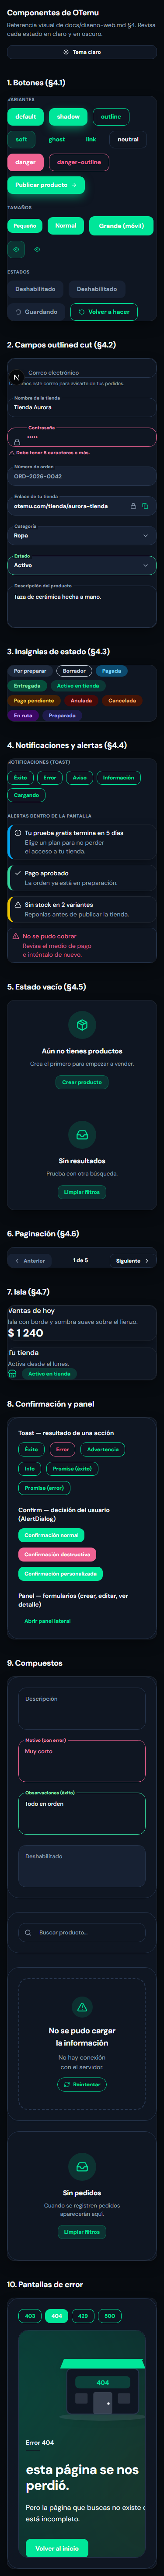 Componentes de OTemu
Referencia visual de docs/diseno-web.md §4. Revisa
cada estado en claro y en oscuro.
Tema claro
1. Botones (§4.1)
VARIANTES
default
shadow
outline
soft
ghost
link
neutral
danger
danger-outline
Publicar producto
TAMAÑOS
Pequeño
Normal
Grande (móvil)
ESTADOS
Deshabilitado
Deshabilitado
Guardando
Volver a hacer
2. Campos outlined cut (§4.2)
Correo electrónico
este correo para avisarte de tus pedidos.
Nombre de la tienda
Tienda Aurora
Contraseña
•••••
Debe tener 8 caracteres o más.
Número de orden
ORD-2026-0042
Enlace de tu tienda
otemu.com/tienda/aurora-tienda
Categoría
Ropa
Estado
Activo
Descripción del producto
Taza de cerámica hecha a mano.
3. Insignias de estado (§4.3)
Por preparar
Borrador
Pagada
Entregada
Activo en tienda
Pago pendiente
Anulada
Cancelada
En ruta
Preparada
4. Notificaciones y alertas (§4.4)
NOTIFICACIONES (TOAST)
Éxito
Error
Aviso
Información
Cargando
ALERTAS DENTRO DE LA PANTALLA
Tu prueba gratis termina en 5 días
Elige un plan para no perder
el acceso a tu tienda.
Pago aprobado
La orden ya está en preparación.
Sin stock en 2 variantes
Reponlas antes de publicar la tienda.
No se pudo cobrar
Revisa el medio de pago
e inténtalo de nuevo.
5. Estado vacío (§4.5)
Aún no tienes productos
Crea el primero para empezar a vender.
Crear producto
Sin resultados
Prueba con otra búsqueda.
Limpiar filtros
6. Paginación (§4.6)
Anterior
1 de 5
Siguiente
7. Isla (§4.7)
Ventas de hoy
Isla con borde y sombra suave sobre el lienzo.
$ 1 240
Tu tienda
Activa desde el lunes.
Activo en tienda
8. Confirmación y panel
Toast — resultado de una acción
Éxito
Error
Advertencia
Info
Promise (éxito)
Promise (error)
Confirm — decisión del usuario
(AlertDialog)
Confirmación normal
Confirmación destructiva
Confirmación personalizada
Panel — formularios (crear, editar, ver
detalle)
Abrir panel lateral
9. Compuestos
Descripción
Motivo (con error)
Muy corto
Observaciones (éxito)
Todo en orden
Deshabilitado
Buscar producto...
No se pudo cargar
la información
No hay conexión
con el servidor.
Reintentar
Sin pedidos
Cuando se registren pedidos
aparecerán aquí.
Limpiar filtros
10. Pantallas de error
403
404
429
500
404
Error 404
esta página se nos
perdió.
Pero la página que buscas no existe o
está incompleto.
Volver al inicio